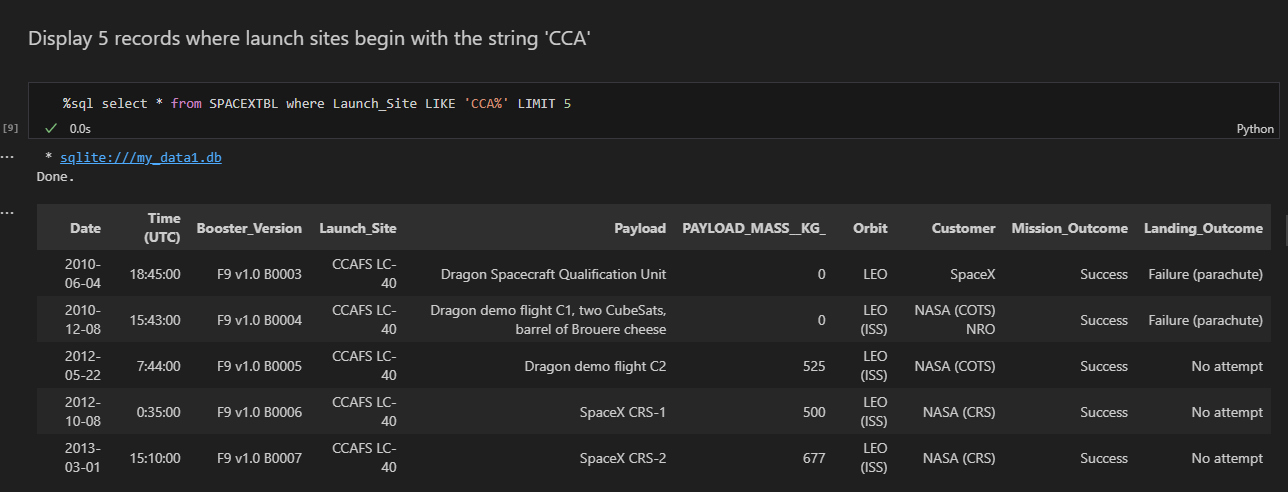 Display 5 records where launch sites begin with the string 'CCA'
%sql select * from SPACEXTBL where Launch_Site LIKE 'CCA%' LIMIT 5
[9] 0.0s Python
... * sqlite:///my_data1.db
Done.
...
Date Time (UTC) Booster_Version Launch_Site Payload PAYLOAD_MASS__KG_ Orbit Customer Mission_Outcome Landing_Outcome
2010-06-04 18:45:00 F9 v1.0 B0003 CCAFS LC-40 Dragon Spacecraft Qualification Unit 0 LEO SpaceX Success Failure (parachute)
2010-12-08 15:43:00 F9 v1.0 B0004 CCAFS LC-40 Dragon demo flight C1, two CubeSats, barrel of Brouere cheese 0 LEO (ISS) NASA (COTS) NRO Success Failure (parachute)
2012-05-22 7:44:00 F9 v1.0 B0005 CCAFS LC-40 Dragon demo flight C2 525 LEO (ISS) NASA (COTS) Success No attempt
2012-10-08 0:35:00 F9 v1.0 B0006 CCAFS LC-40 SpaceX CRS-1 500 LEO (ISS) NASA (CRS) Success No attempt
2013-03-01 15:10:00 F9 v1.0 B0007 CCAFS LC-40 SpaceX CRS-2 677 LEO (ISS) NASA (CRS) Success No attempt